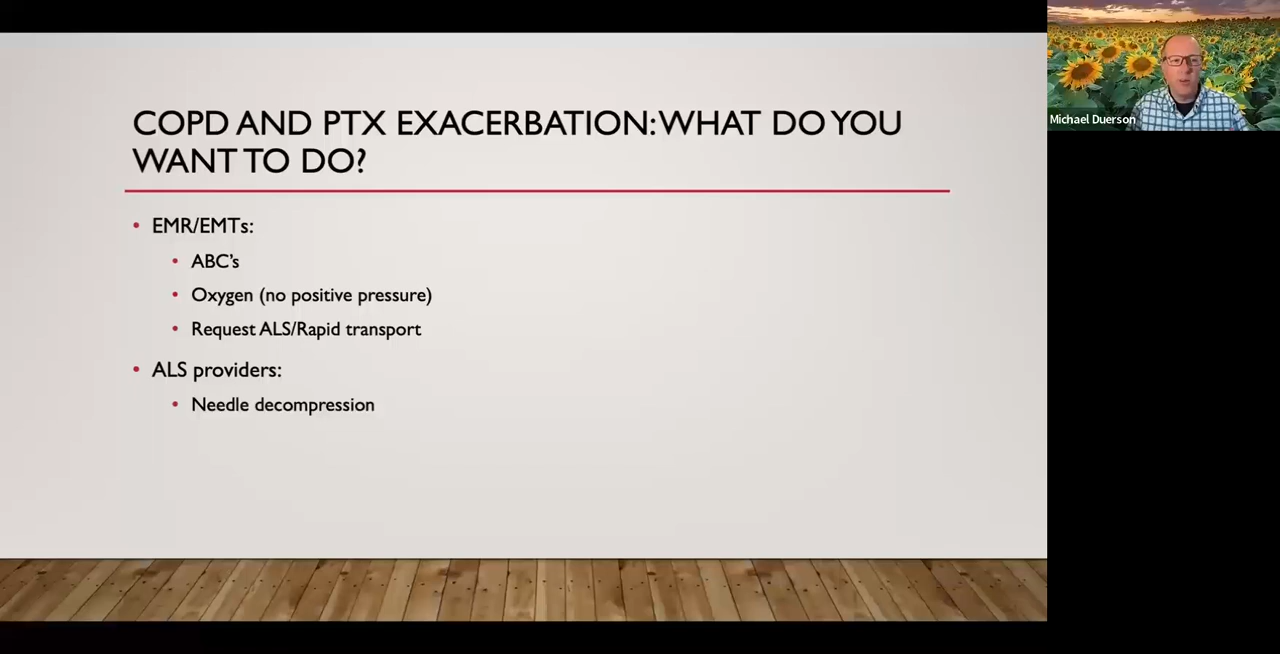 COPD AND PTX EXACERBATION: WHAT DO YOU
WANT TO DO?
• EMR/EMTs:
• ABC's
• Oxygen (no positive pressure)
• Request ALS/Rapid transport
• ALS providers:
• Needle decompression
Michael Duerson